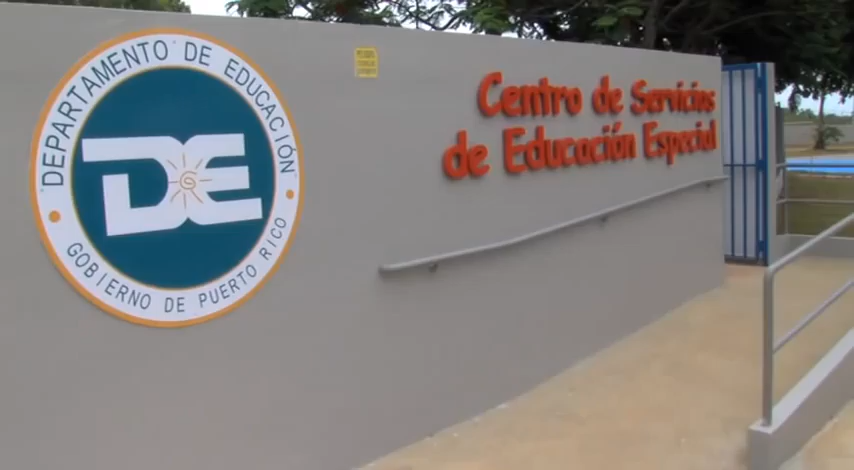 DEPARTAMENTO DE EDUCACIÓN
DE
GOBIERNO DE PUERTO RICO
Centro de Servicios
de Educación Especial